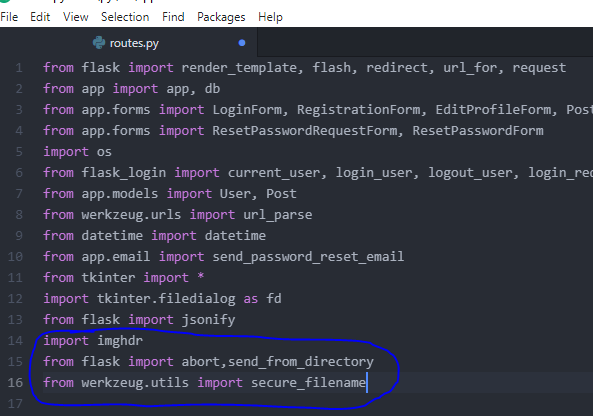 File Edit View Selection Find Packages Help
routes.py
1 from flask import render_template, flash, redirect, url_for, request
2 from app import app, db
3 from app.forms import LoginForm, RegistrationForm, EditProfileForm, Post
4 from app.forms import ResetPasswordRequestForm, ResetPasswordForm
5 import os
6 from flask_login import current_user, login_user, logout_user, login_req
7 from app.models import User, Post
8 from werkzeug.urls import url_parse
9 from datetime import datetime
10 from app.email import send_password_reset_email
11 from tkinter import *
12 import tkinter.filedialog as fd
13 from flask import jsonify
14 import imghdr
15 from flask import abort,send_from_directory
16 from werkzeug.utils import secure_filename
17